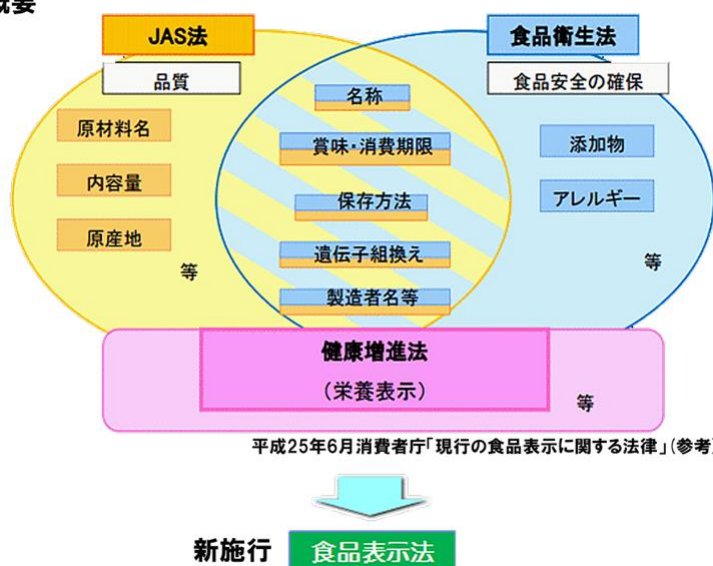 概要
JAS法
食品衛生法
品質
食品安全の確保
原材料名
内容量
原産地
等
名称
賞味・消費期限
保存方法
遺伝子組換え
製造者名等
添加物
アレルギー
等
健康増進法
(栄養表示)
等
平成25年6月消費者庁「現行の食品表示に関する法律」(参考)
新施行
食品表示法